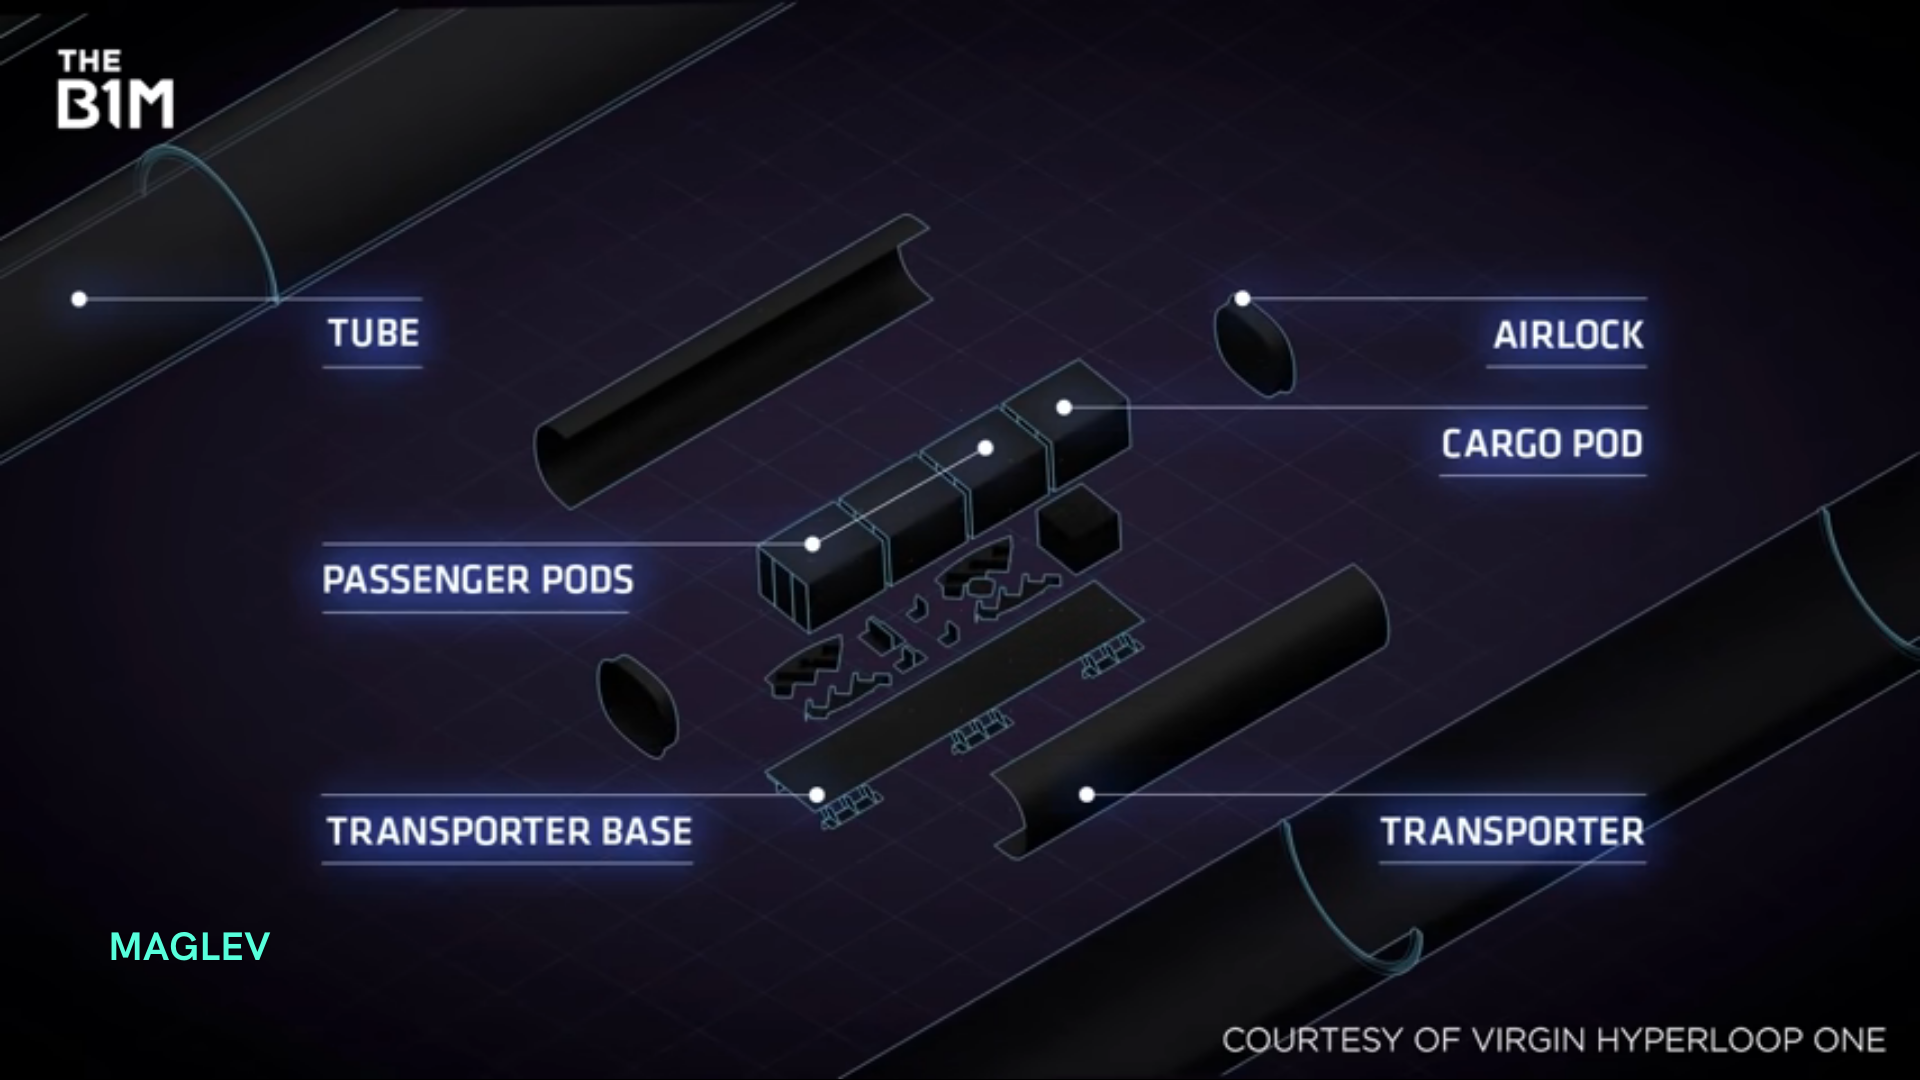 THE
B1M
TUBE
AIRLOCK
CARGO POD
PASSENGER PODS
TRANSPORTER BASE
TRANSPORTER
MAGLEV
COURTESY OF VIRGIN HYPERLOOP ONE